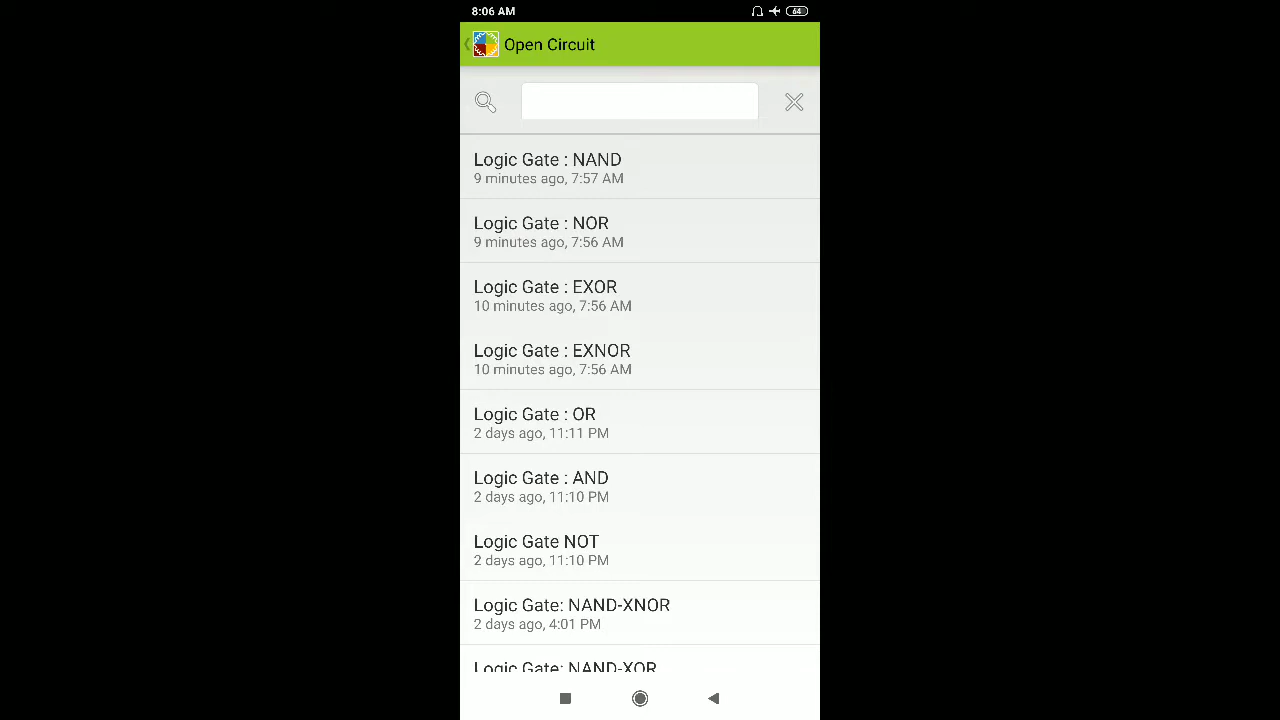 8:06 AM
64
Open Circuit
Logic Gate : NAND
9 minutes ago, 7:57 AM
Logic Gate : NOR
9 minutes ago, 7:56 AM
Logic Gate : EXOR
10 minutes ago, 7:56 AM
Logic Gate : EXNOR
10 minutes ago, 7:56 AM
Logic Gate : OR
2 days ago, 11:11 PM
Logic Gate : AND
2 days ago, 11:10 PM
Logic Gate NOT
2 days ago, 11:10 PM
Logic Gate: NAND-XNOR
2 days ago, 4:01 PM
Logic Gate: NAND-XOR